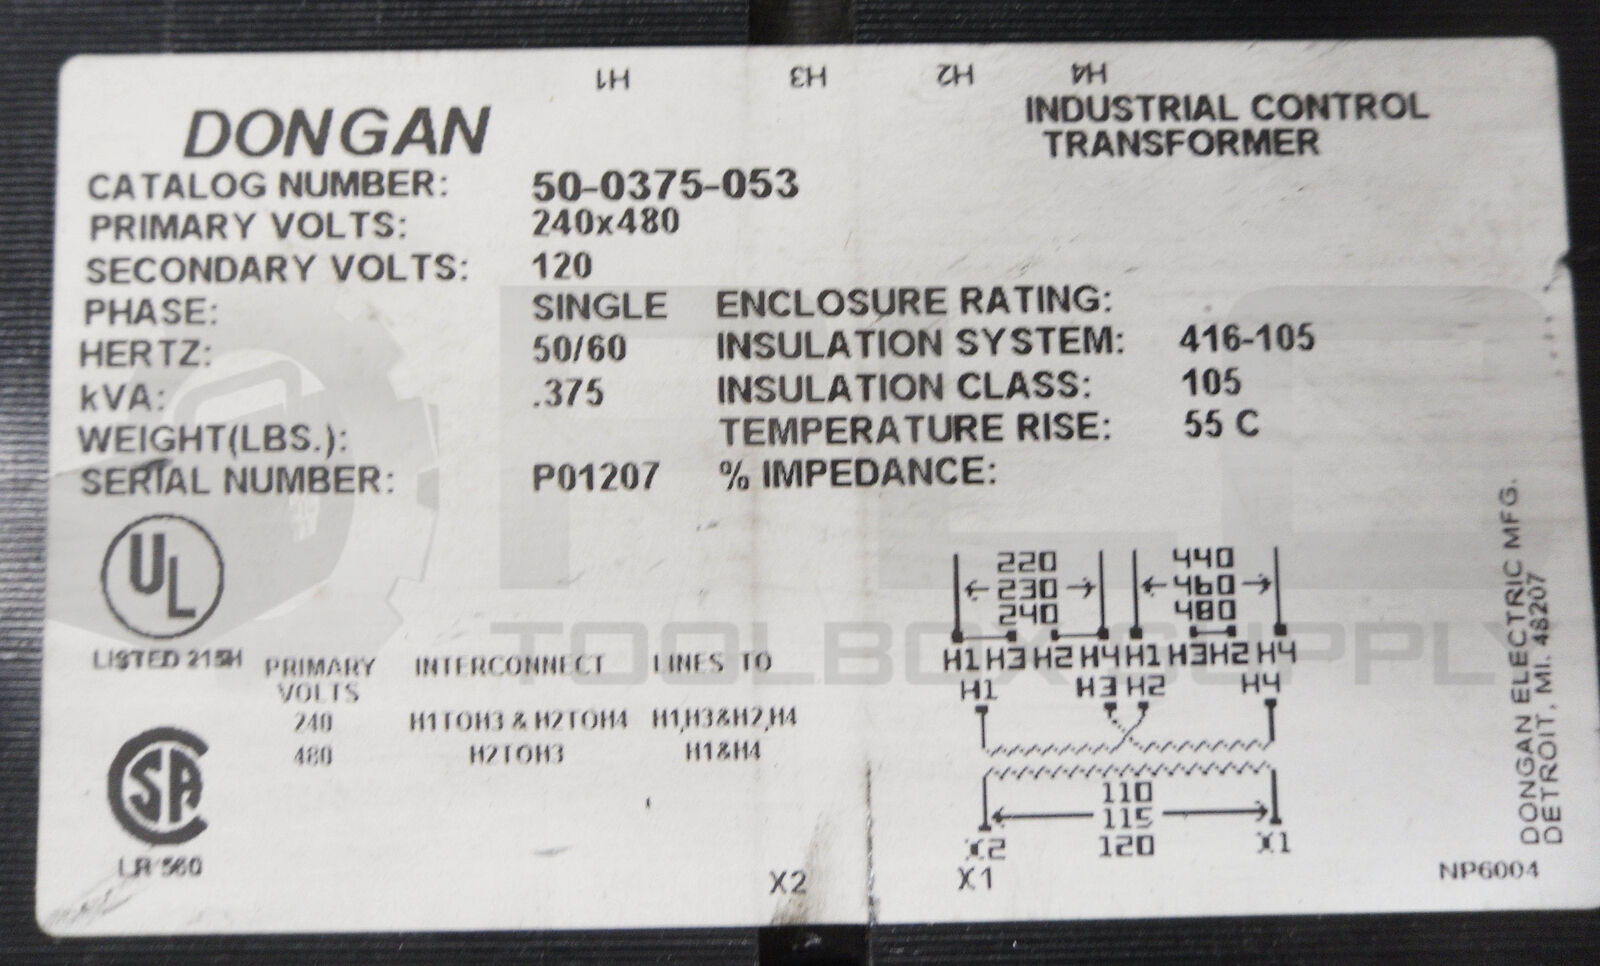 H1 H3 H2 H4
DONGAN
INDUSTRIAL CONTROL
TRANSFORMER
CATALOG NUMBER: 50-0375-053
PRIMARY VOLTS: 240x480
SECONDARY VOLTS: 120
PHASE: SINGLE ENCLOSURE RATING:
HERTZ: 50/60 INSULATION SYSTEM: 416-105
kVA: .375 INSULATION CLASS: 105
WEIGHT(LBS.): TEMPERATURE RISE: 55 C
SERIAL NUMBER: P01207 % IMPEDANCE:
UL
LISTED 215H
PRIMARY INTERCONNECT LINES TO
VOLTS
240 H1TOH3 & H2TOH4 H1,H3&H2,H4
480 H2TOH3 H1&H4
SA
LR 560
220 440
230 460
240 480
H1 H3 H2 H4 H1 H3 H2 H4
H1 H3 H2 H4
110
115
X2 120 X1
X2 X1
NP6004
DONGAN ELECTRIC MFG.
DETROIT, MI. 48207
TOOLBOX SUPPLY